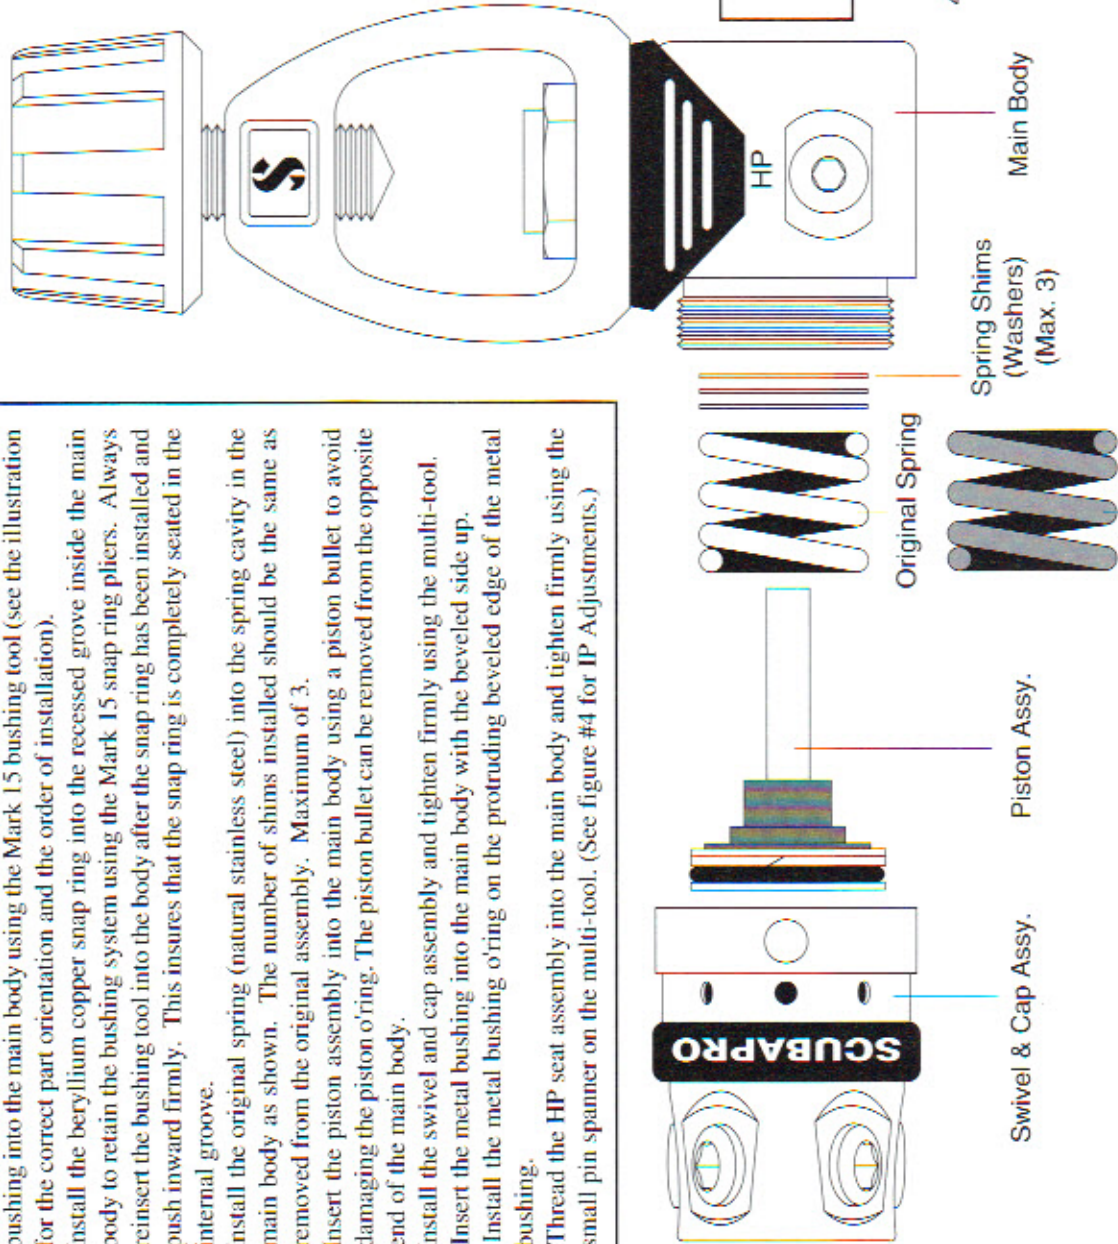 bushing into the main body using the Mark 15 bushing tool (see the illustration
for the correct part orientation and the order of installation).
Install the beryllium copper snap ring into the recessed grove inside the main
body to retain the bushing system using the Mark 15 snap ring pliers. Always
reinsert the bushing tool into the body after the snap ring has been installed and
push inward firmly. This insures that the snap ring is completely seated in the
internal groove.
Install the original spring (natural stainless steel) into the spring cavity in the
main body as shown. The number of shims installed should be the same as
removed from the original assembly. Maximum of 3.
Insert the pision assembly into the main body using a piston bullet to avoid
damaging the piston o'ring. The piston bullet can be removed from the opposite
end of the main body.
Install the swivel and cap assembly and tighten firmly using the multi-tool.
Insert the metal bushing into the main body with the beveled side up.
Install the metal bushing o'ring on the protruding beveled edge of the metal
bushing.
Thread the HP seat assembly into the main body and tighten firmly using the
small pin spanner on the multi-tool. (See figure #4 for IP Adjustments.)
S
HP
Main Body
Spring Shims
(Washers)
(Max. 3)
Original Spring
Piston Assy.
SCUBAPRO
Swivel & Cap Assy.